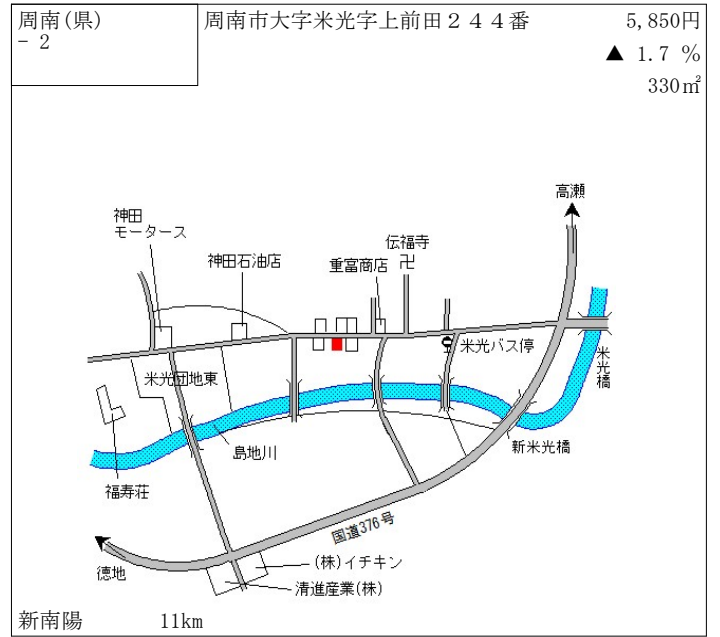 周南(県)
- 2
周南市大字米光字上前田２４４番
5,850円
▲ 1.7 %
330㎡
高瀬
神田
モータース
神田石油店
重富商店
伝福寺
卍
米光バス停
米光橋
米光団地東
島地川
新米光橋
福寿荘
国道376号
徳地
(株)イチキン
清進産業(株)
新南陽
11km